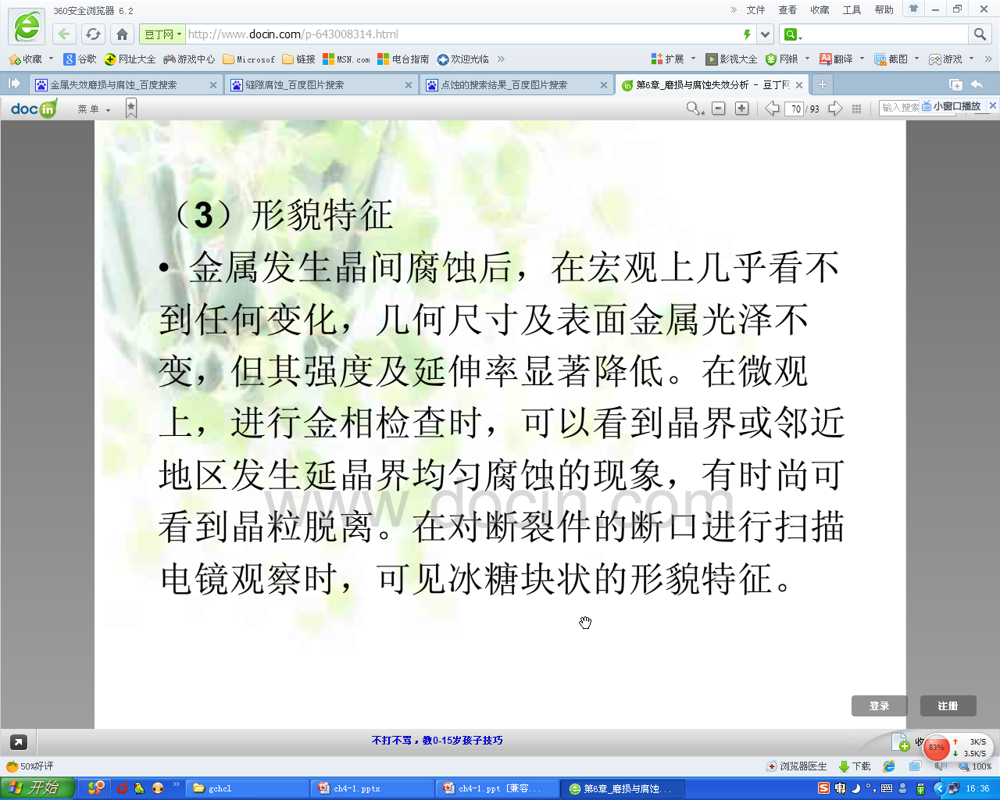 360安全浏览器 6.2
» 文件 查看 收藏 工具 帮助
豆丁网 http://www.docin.com/p-643008314.html
收藏 谷歌 网址大全 游戏中心 Microsof 链接 MSN.com 电台指南 欢迎光临 » 扩展 影视大全 网银 翻译 截图 游戏 »
金属失效磨损与腐蚀_百度搜索 缝隙腐蚀_百度图片搜索 点蚀的搜索结果_百度图片搜索 第6章_磨损与腐蚀失效分析 - 豆丁网
docin 菜单 70 / 93 输入搜索 小窗口播放
（3）形貌特征
• 金属发生晶间腐蚀后，在宏观上几乎看不
到任何变化，几何尺寸及表面金属光泽不
变，但其强度及延伸率显著降低。在微观
上，进行金相检查时，可以看到晶界或邻近
地区发生延晶界均匀腐蚀的现象，有时尚可
www.docin.com
看到晶粒脱离。在对断裂件的断口进行扫描
电镜观察时，可见冰糖块状的形貌特征。
登录 注册
不打不骂，教0-15岁孩子技巧
收
83% 3K/S
3.5K/S
50%好评 浏览器医生 下载 100%
开始 » gchcl ch4-1.pptx ch4-1.ppt [兼容... 第6章_磨损与腐蚀... 16:36